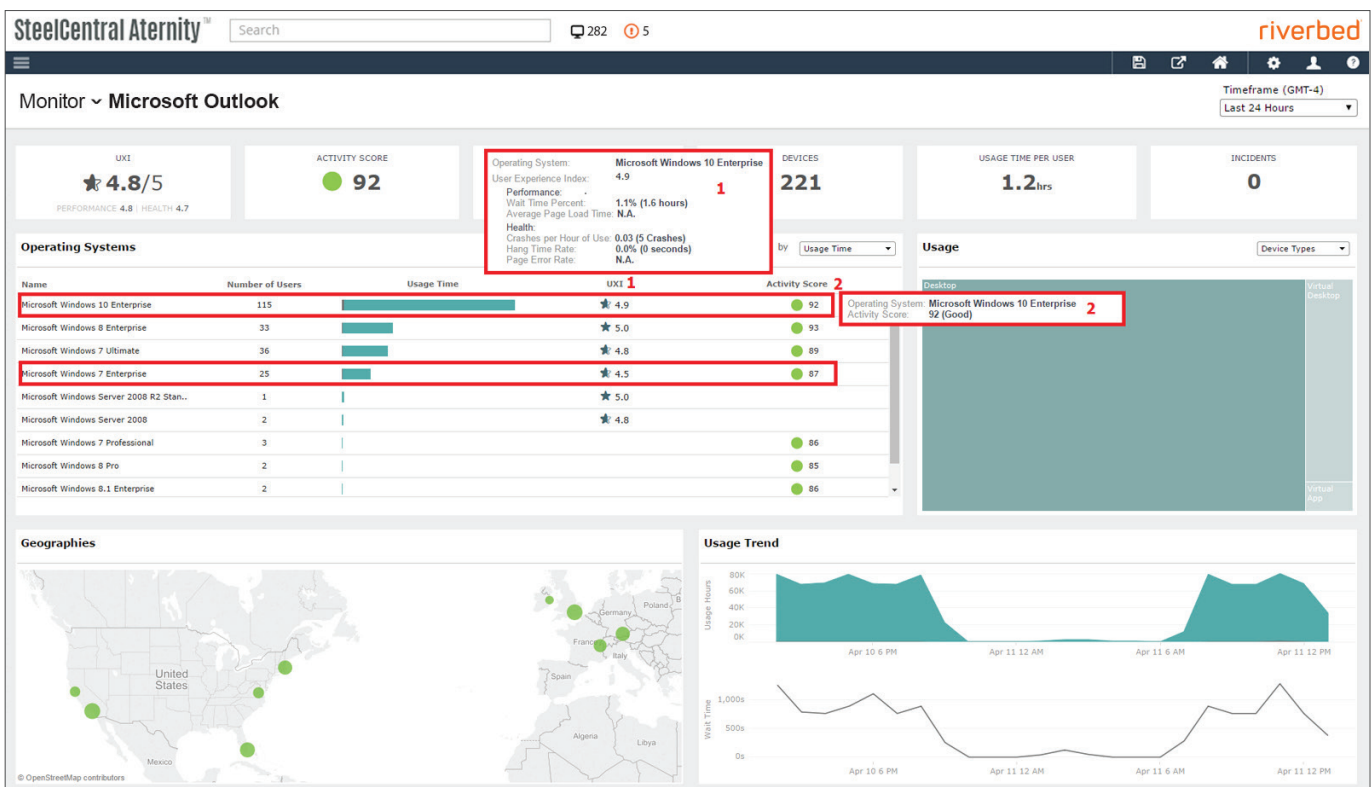 SteelCentral Aternity™
Search
282
5
riverbed
Monitor Microsoft Outlook
Timeframe (GMT-4)
Last 24 Hours
UXI
4.8/5
PERFORMANCE 4.8 | HEALTH 4.7
ACTIVITY SCORE
92
Operating System: Microsoft Windows 10 Enterprise
User Experience Index: 4.9
1
Performance:
Wait Time Percent: 1.1% (1.6 hours)
Average Page Load Time: N.A.
Health:
Crashes per Hour of Use: 0.03 (5 Crashes)
Hang Time Rate: 0.0% (0 seconds)
Page Error Rate: N.A.
DEVICES
221
USAGE TIME PER USER
1.2hrs
INCIDENTS
0
Operating Systems
by Usage Time
Name Number of Users Usage Time UXI 1 Activity Score 2
Microsoft Windows 10 Enterprise 115 4.9 92
Microsoft Windows 8 Enterprise 33 5.0 93
Microsoft Windows 7 Ultimate 36 4.8 89
Microsoft Windows 7 Enterprise 25 4.5 87
Microsoft Windows Server 2008 R2 Stan.. 1 5.0
Microsoft Windows Server 2008 2 4.8
Microsoft Windows 7 Professional 3 86
Microsoft Windows 8 Pro 2 85
Microsoft Windows 8.1 Enterprise 2 86
Usage
Device Types
Desktop
Virtual
Desktop
Operating System: Microsoft Windows 10 Enterprise
Activity Score: 92 (Good)
2
Virtual
App
Geographies
United
States
Mexico
Germany
Poland
B
France
Italy
Spain
Algeria
Libya
© OpenStreetMap contributors
Usage Trend
Usage Hours
80K
60K
40K
20K
0K
Apr 10 6 PM Apr 11 12 AM Apr 11 6 AM Apr 11 12 PM
Wait Time
1,000s
500s
0s
Apr 10 6 PM Apr 11 12 AM Apr 11 6 AM Apr 11 12 PM